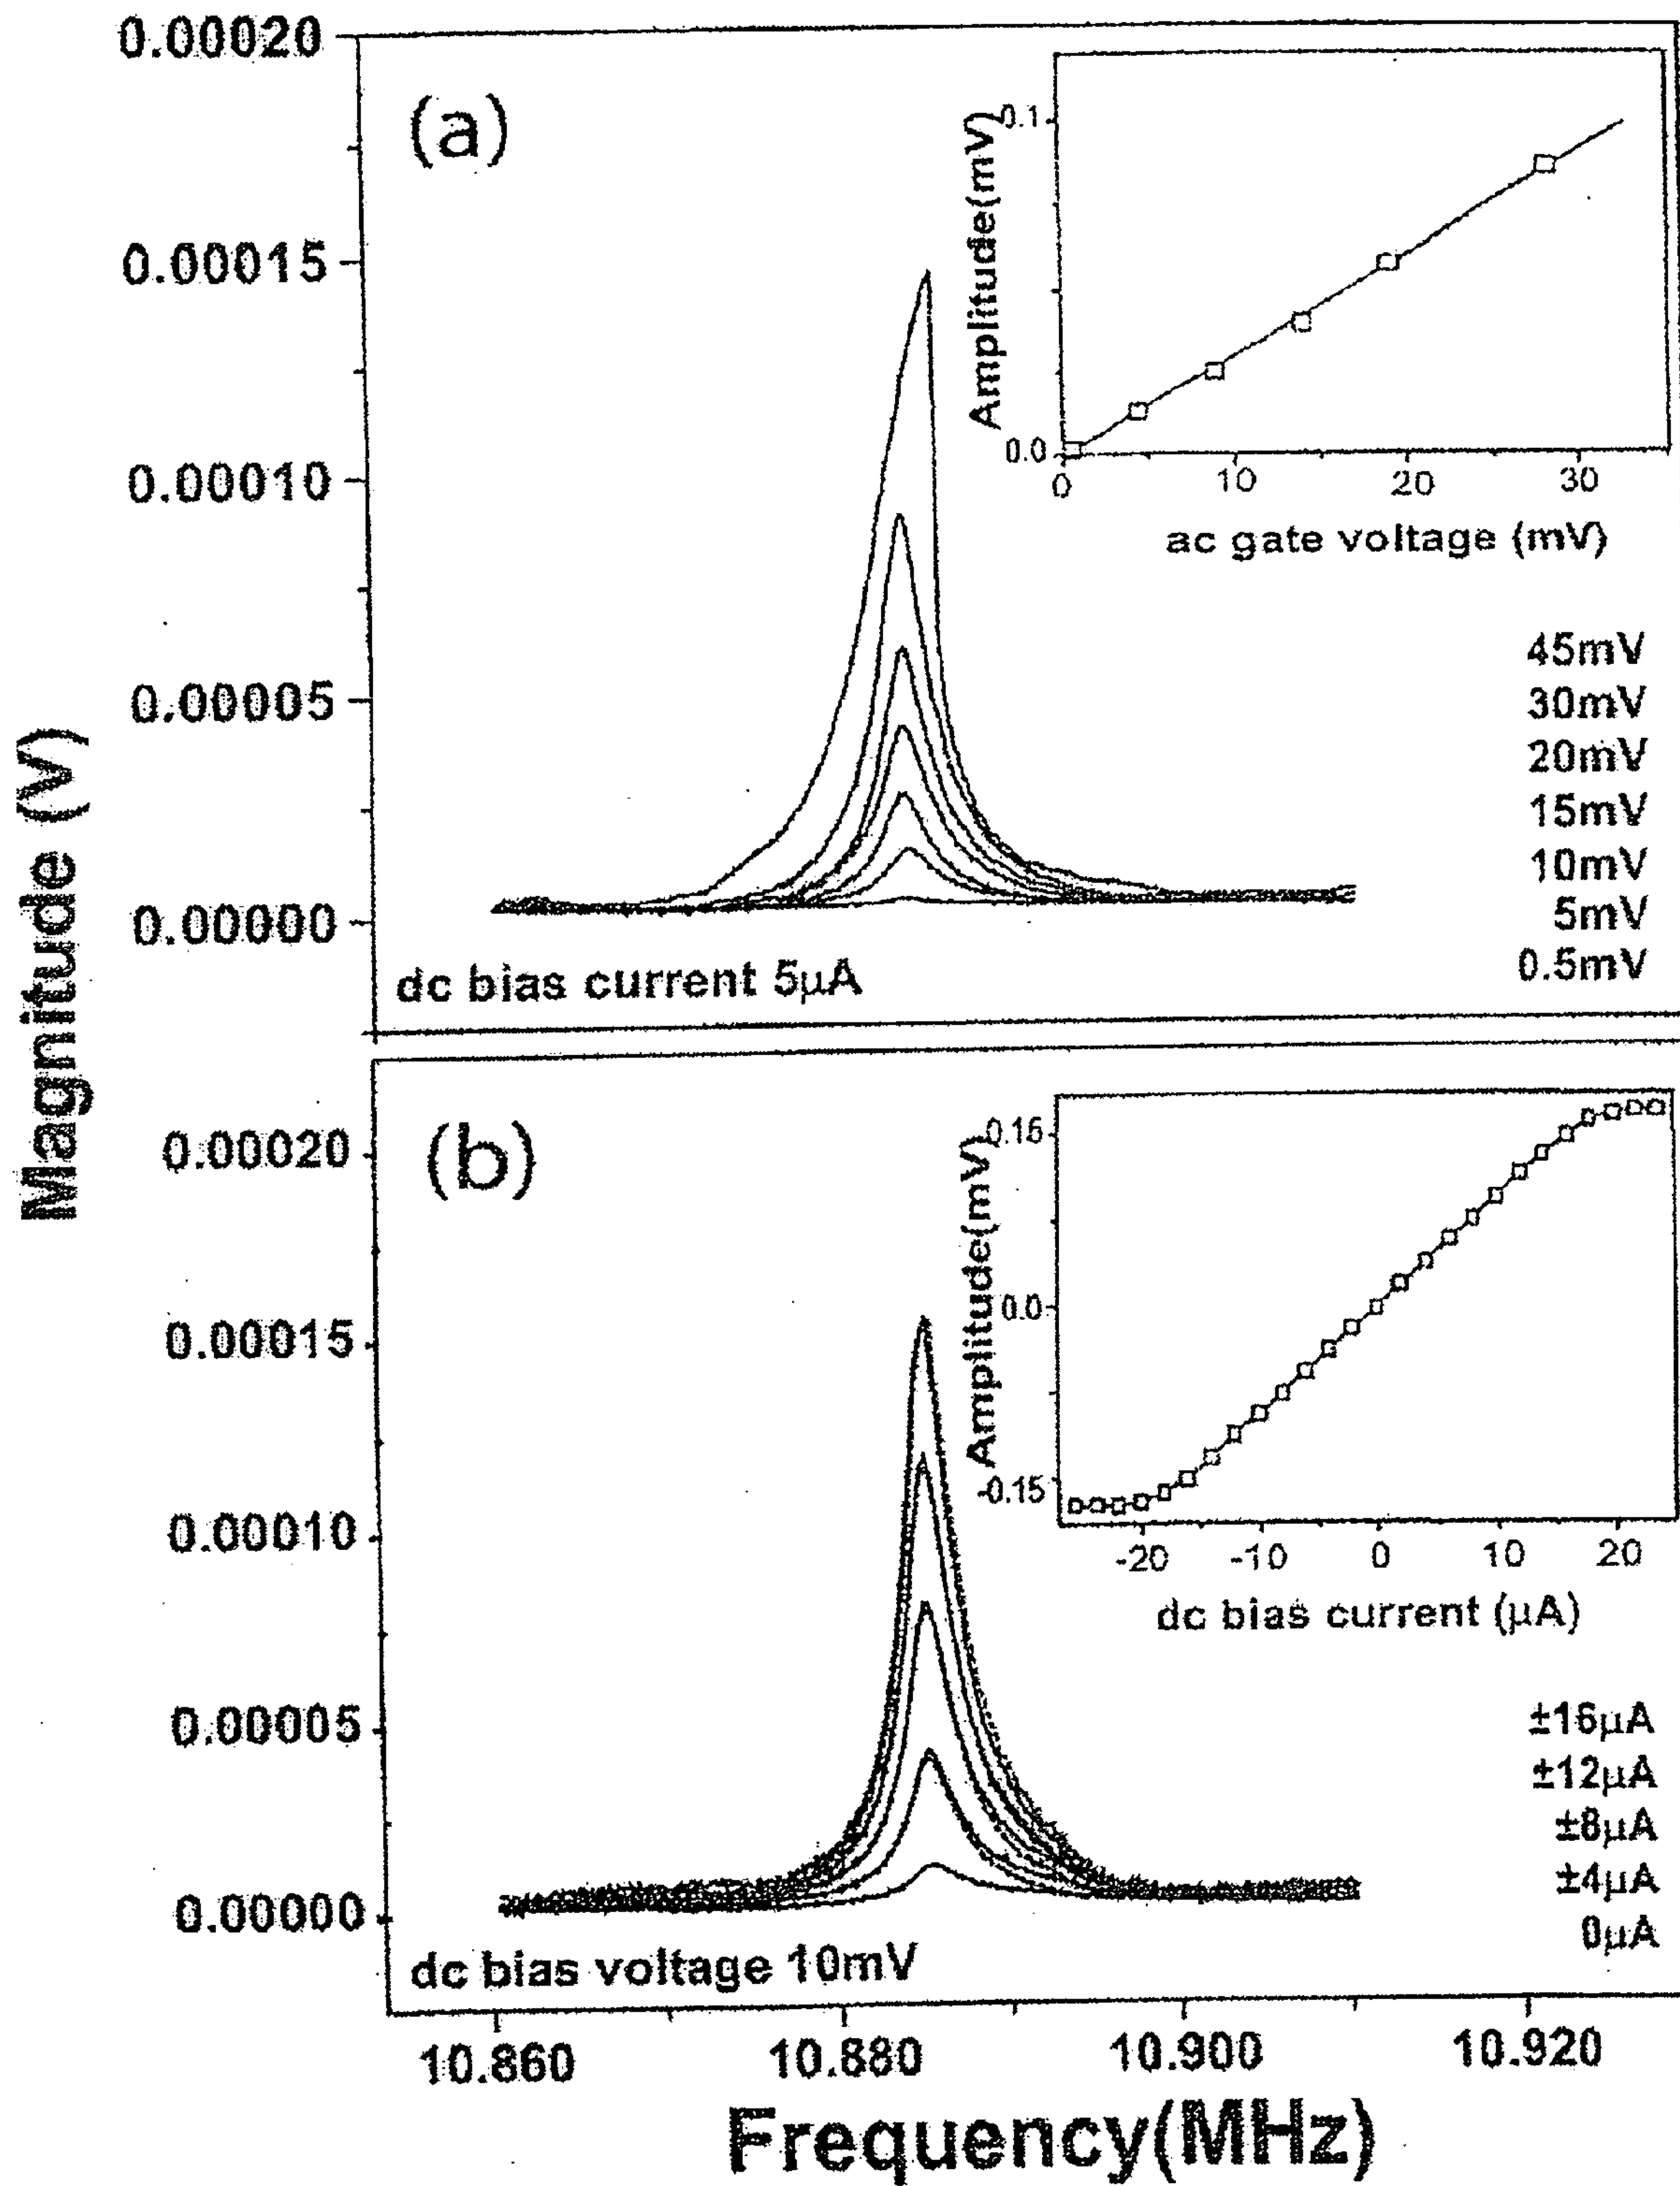 Magnitude (V)
0.00020
0.00015
0.00010
0.00005
0.00000
(a)
dc bias current 5µA
Amplitude(mV)
0.1
0.0
0
10
20
30
ac gate voltage (mV)
45mV
30mV
20mV
15mV
10mV
5mV
0.5mV
0.00020
0.00015
0.00010
0.00005
0.00000
(b)
dc bias voltage 10mV
Amplitude(mV)
0.15
0.0
-0.15
-20
-10
0
10
20
dc bias current (µA)
±16µA
±12µA
±8µA
±4µA
0µA
10.860
10.880
10.900
10.920
Frequency(MHz)